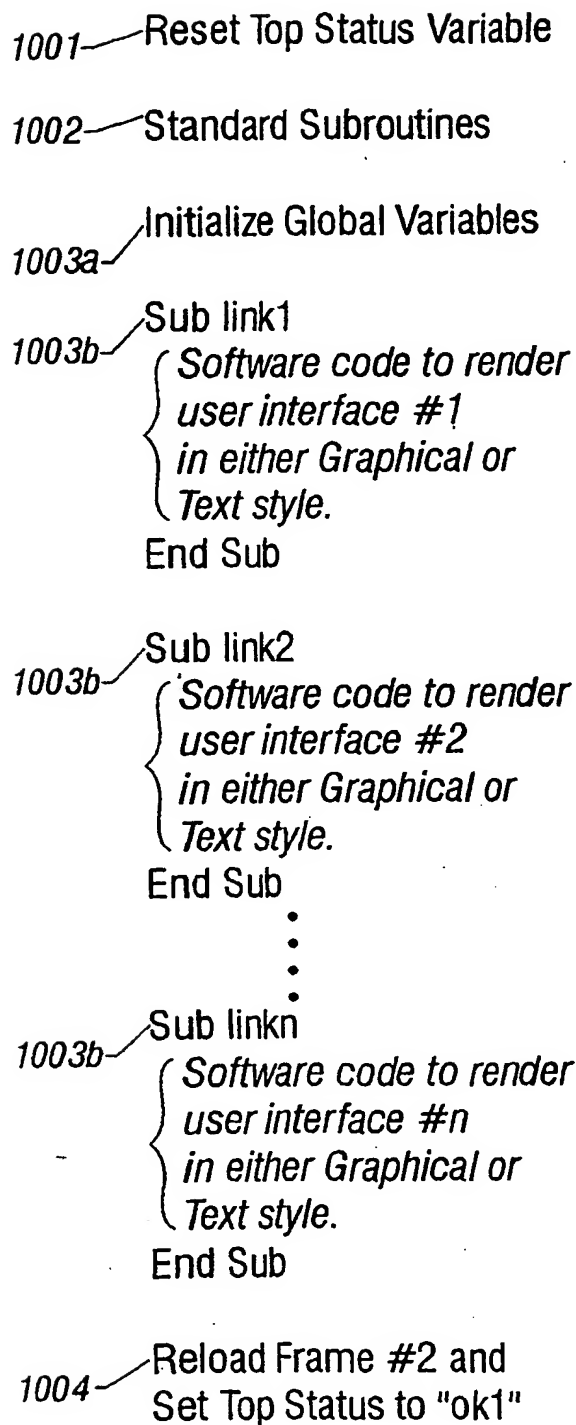 1001 Reset Top Status Variable
1002 Standard Subroutines
1003a Initialize Global Variables
1003b Sub link1
Software code to render
user interface #1
in either Graphical or
Text style.
End Sub
1003b Sub link2
Software code to render
user interface #2
in either Graphical or
Text style.
End Sub
1003b Sub linkn
Software code to render
user interface #n
in either Graphical or
Text style.
End Sub
1004 Reload Frame #2 and
Set Top Status to "ok1"